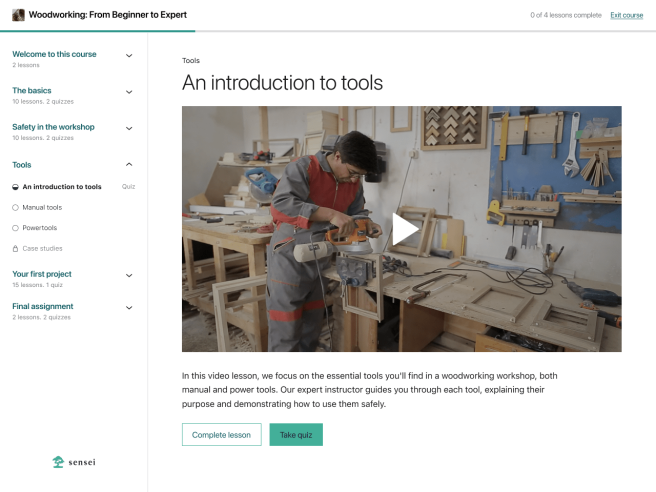 Woodworking: From Beginner to Expert
0 of 4 lessons complete Exit course
Welcome to this course
2 lessons
The basics
10 lessons. 2 quizzes
Safety in the workshop
10 lessons. 2 quizzes
Tools
An introduction to tools Quiz
Manual tools
Powertools
Case studies
Your first project
15 lessons. 1 quiz
Final assignment
2 lessons. 2 quizzes
sensei
Tools
An introduction to tools
In this video lesson, we focus on the essential tools you'll find in a woodworking workshop, both
manual and power tools. Our expert instructor guides you through each tool, explaining their
purpose and demonstrating how to use them safely.
Complete lesson Take quiz